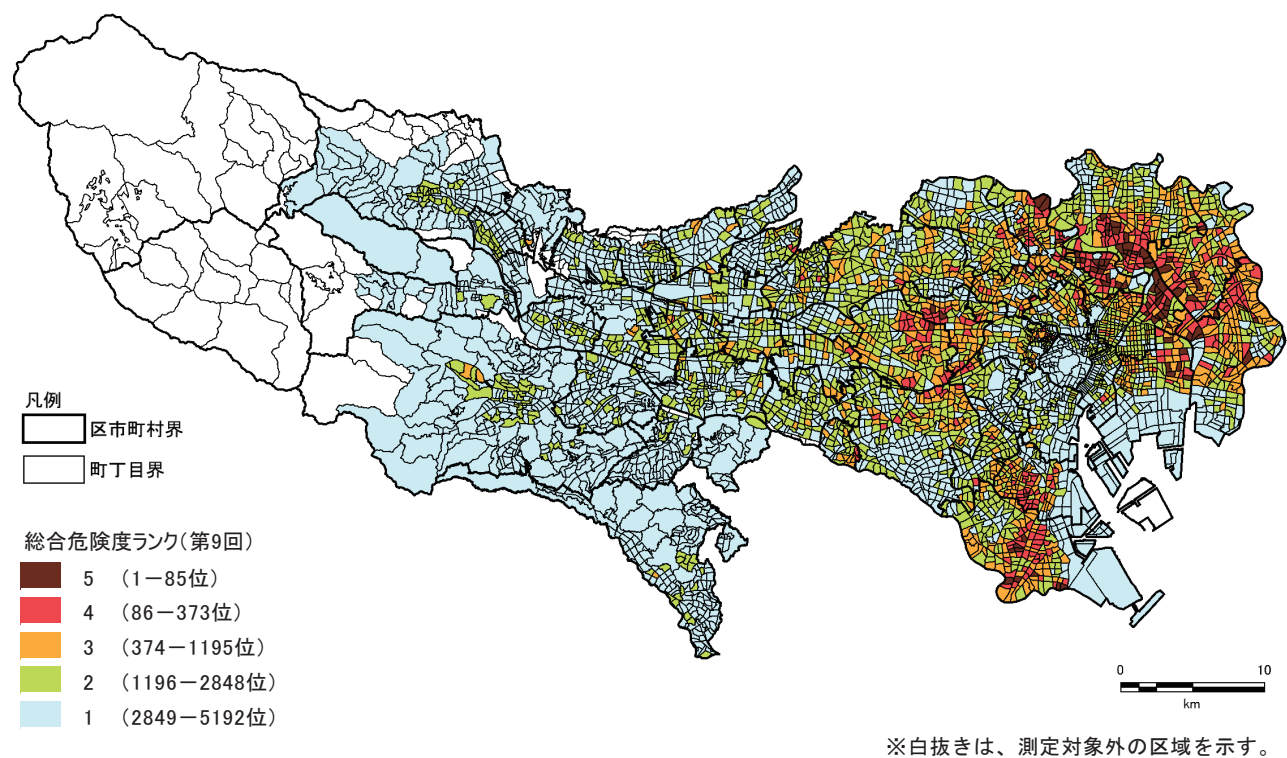 凡例
区市町村界
町丁目界
総合危険度ランク(第9回)
5 (1-85位)
4 (86-373位)
3 (374-1195位)
2 (1196-2848位)
1 (2849-5192位)
0 10
km
※白抜きは、測定対象外の区域を示す。